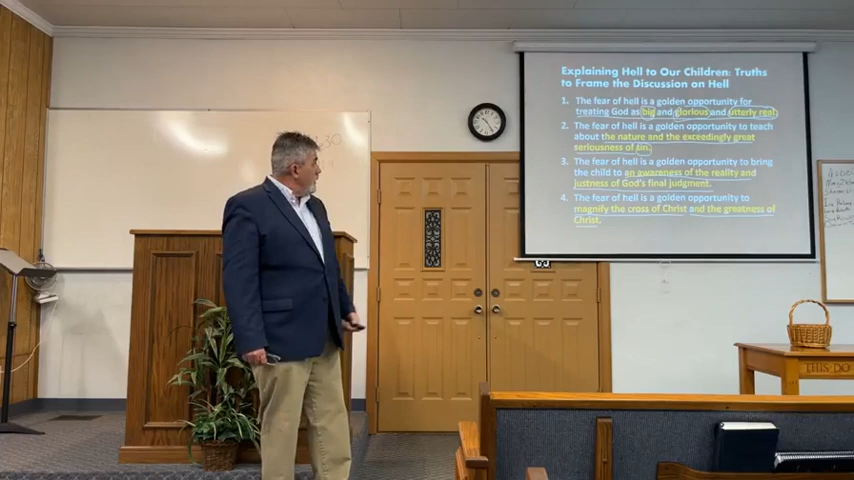 Explaining Hell to Our Children: Truths
to Frame the Discussion on Hell
1. The fear of hell is a golden opportunity for
treating God as big and glorious and utterly real.
2. The fear of hell is a golden opportunity to teach
about the nature and the exceedingly great
seriousness of sin.
3. The fear of hell is a golden opportunity to bring
the child to an awareness of the reality and
justness of God's final judgment.
4. The fear of hell is a golden opportunity to
magnify the cross of Christ and the greatness of
Christ.
THIS DO